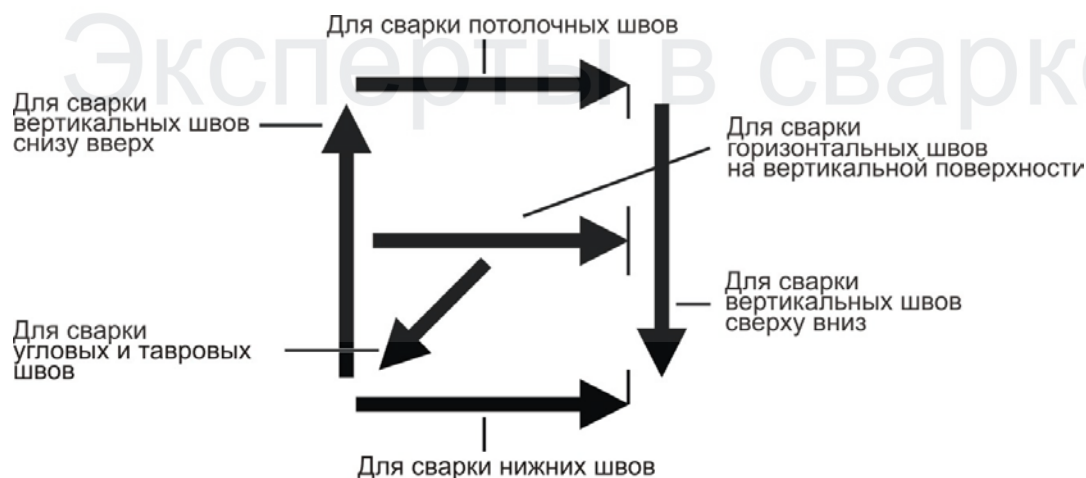 Эксперты в сварке
Для сварки потолочных швов
Для сварки
вертикальных швов
снизу вверх
Для сварки
горизонтальных швов
на вертикальной поверхности
Для сварки
вертикальных швов
сверху вниз
Для сварки
угловых и тавровых
швов
Для сварки нижних швов